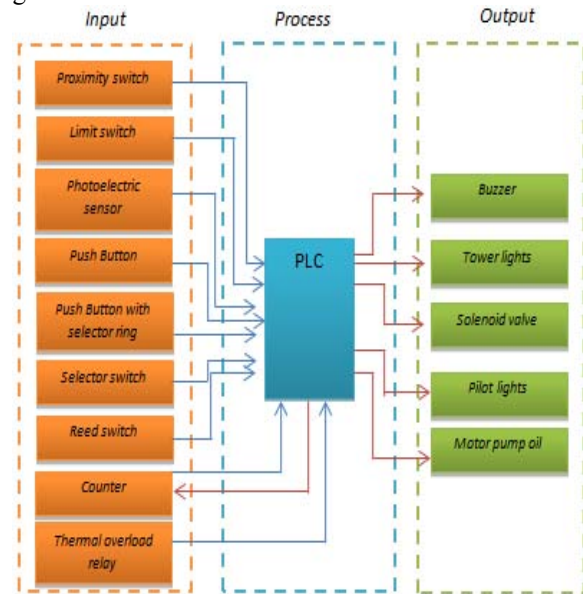 Input
Process
Output
Proximity switch
Limit switch
Photoelectric
sensor
Push Button
Push Button with
selector ring
Selector switch
Reed switch
Counter
Thermal overload
relay
PLC
Buzzer
Tower lights
Solenoid valve
Pilot lights
Motor pump oil